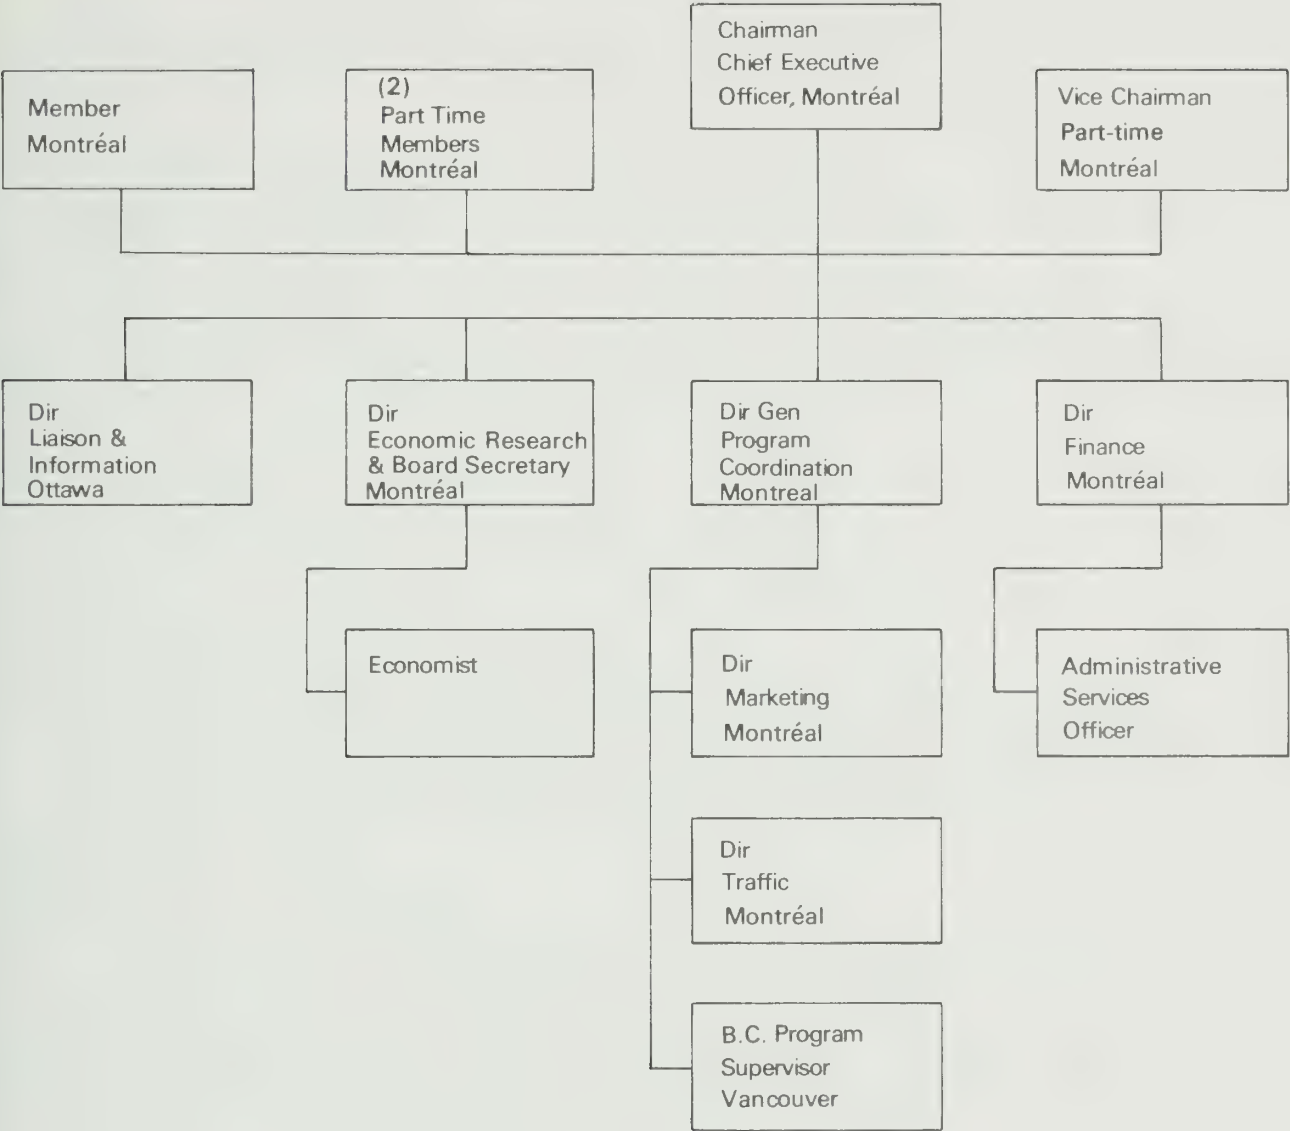 Chairman
Chief Executive
Officer, Montréal
Member
Montréal
(2)
Part Time
Members
Montréal
Vice Chairman
Part-time
Montréal
Dir
Liaison &
Information
Ottawa
Dir
Economic Research
& Board Secretary
Montréal
Dir Gen
Program
Coordination
Montreal
Dir
Finance
Montréal
Economist
Dir
Marketing
Montréal
Administrative
Services
Officer
Dir
Traffic
Montréal
B.C. Program
Supervisor
Vancouver